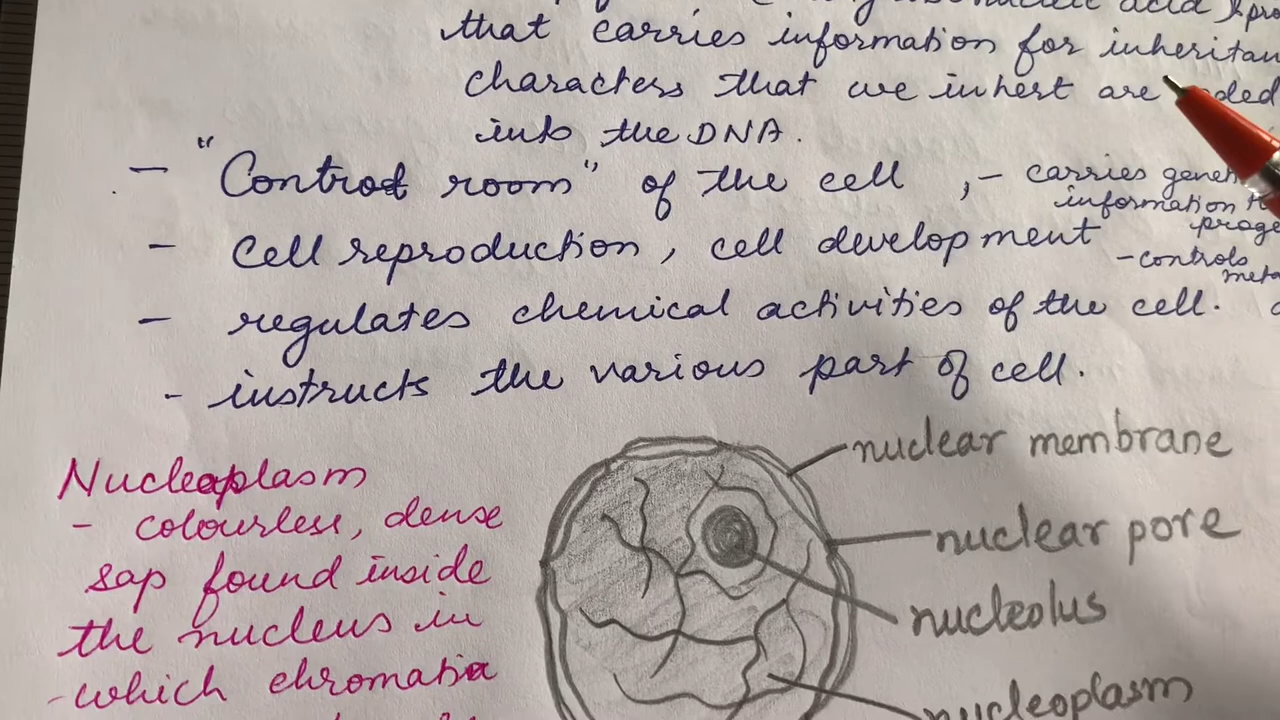 acid
that carries information for
characters that we inhert are
into the DNA.
- "Control room" of the cell , - carries
information
- Cell reproduction, cell development
- controls
- regulates chemical activities of the cell.
- instructs the various part of cell.
nuclear membrane
Nucleoplasm
- colourless, dense
nuclear pore
sap found inside
nucleolus
the nucleus in
- which chromatin
nucleoplasm